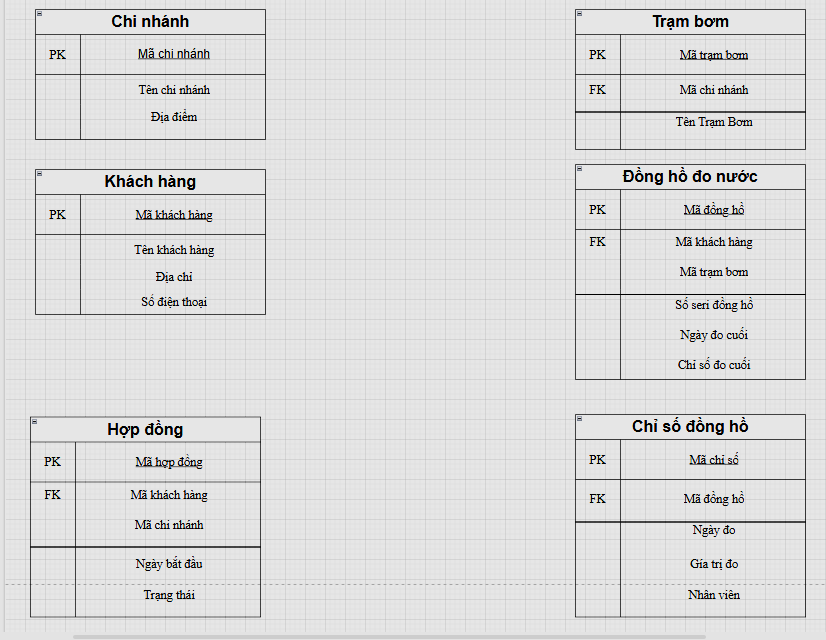 Chi nhánh
PK Mã chi nhánh
Tên chi nhánh
Địa điểm
Trạm bơm
PK Mã trạm bơm
FK Mã chi nhánh
Tên Trạm Bơm
Khách hàng
PK Mã khách hàng
Tên khách hàng
Địa chỉ
Số điện thoại
Đồng hồ đo nước
PK Mã đồng hồ
FK Mã khách hàng
Mã trạm bơm
Số seri đồng hồ
Ngày đo cuối
Chỉ số đo cuối
Hợp đồng
PK Mã hợp đồng
FK Mã khách hàng
Mã chi nhánh
Ngày bắt đầu
Trạng thái
Chỉ số đồng hồ
PK Mã chỉ số
FK Mã đồng hồ
Ngày đo
Gía trị đo
Nhân viên